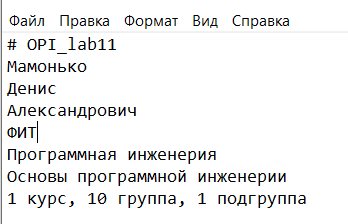 Файл Правка Формат Вид Справка
# OPI_lab11
Мамонько
Денис
Александрович
ФИТ
Программная инженерия
Основы программной инженерии
1 курс, 10 группа, 1 подгруппа